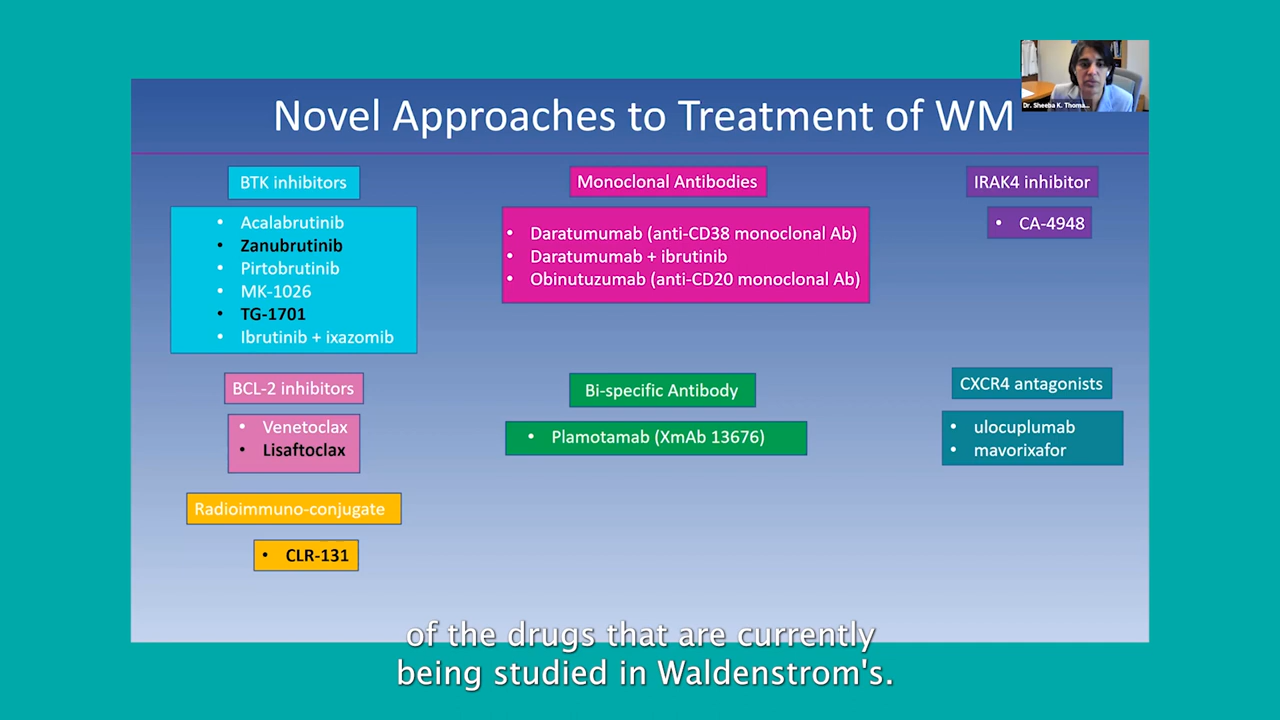 Dr. Sheeba K. Thoma...
Novel Approaches to Treatment of WM
BTK inhibitors
• Acalabrutinib
• Zanubrutinib
• Pirtobrutinib
• MK-1026
• TG-1701
• Ibrutinib + ixazomib
Monoclonal Antibodies
• Daratumumab (anti-CD38 monoclonal Ab)
• Daratumumab + ibrutinib
• Obinutuzumab (anti-CD20 monoclonal Ab)
IRAK4 inhibitor
• CA-4948
BCL-2 inhibitors
• Venetoclax
• Lisaftoclax
Bi-specific Antibody
• Plamotamab (XmAb 13676)
CXCR4 antagonists
• ulocuplumab
• mavorixafor
Radioimmuno-conjugate
• CLR-131
of the drugs that are currently
being studied in Waldenstrom's.